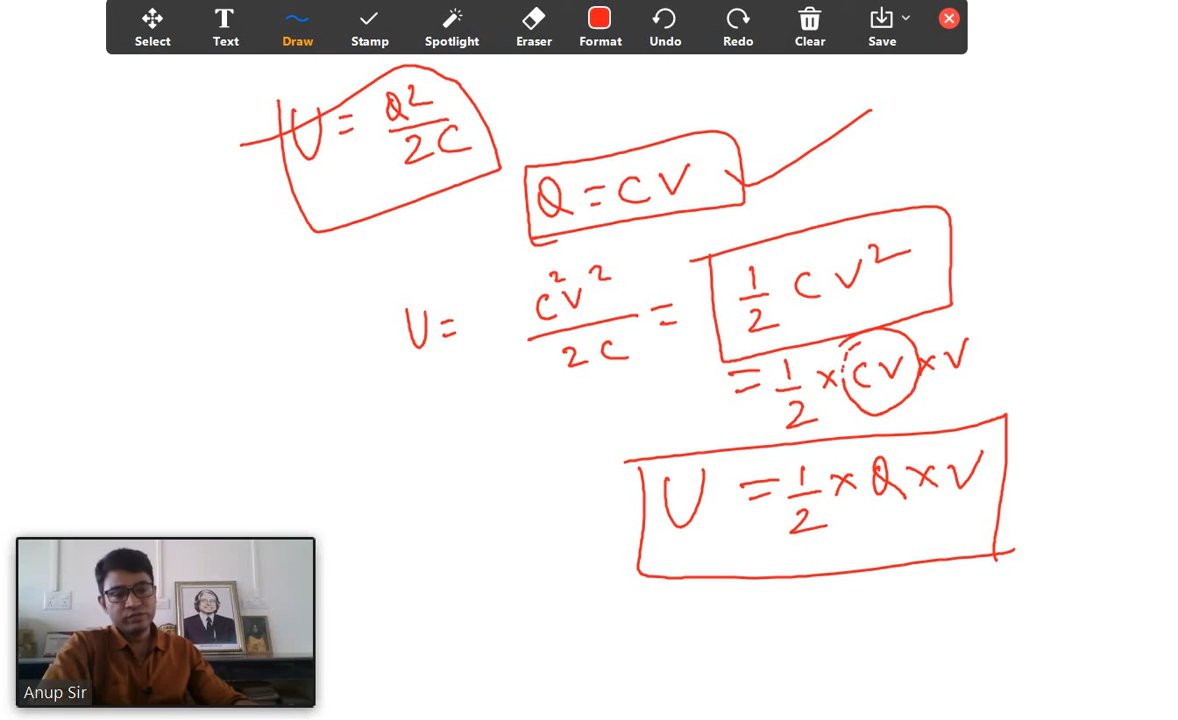 Select Text Draw Stamp Spotlight Eraser Format Undo Redo Clear Save
U = Q²/2C
Q = CV
U = C²V²/2C = 1/2 CV²
= 1/2 × CV × V
U = 1/2 × Q × V
Anup Sir